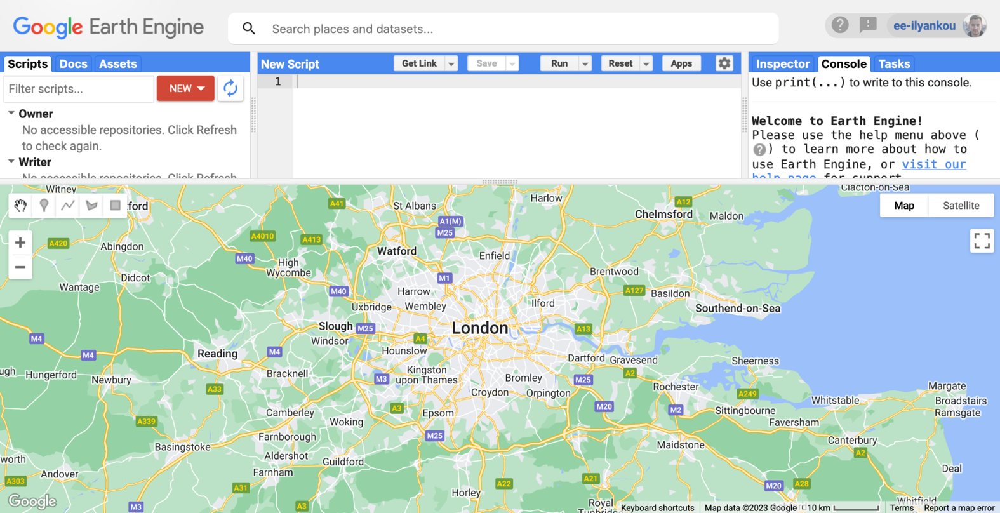 Google Earth Engine
Search places and datasets...
ee-ilyankou
Scripts Docs Assets
New Script
Get Link Save Run Reset Apps
Inspector Console Tasks
Filter scripts...
NEW
1
Use print(...) to write to this console.
Owner
No accessible repositories. Click Refresh
to check again.
Writer
No accessible repositories. Click Refresh
Welcome to Earth Engine!
Please use the help menu above (
?) to learn more about how to
use Earth Engine, or visit our
help page for support
Map Satellite
Witney
ford
A41
St Albans
Harlow
A12
Chelmsford
Maldon
Clacton-on-Sea
A1(M)
M25
A420
Abingdon
A4010
A413
Watford
M40
High
Wycombe
Enfield
Brentwood
Didcot
Wantage
M1
M40
Harrow
Wembley
Uxbridge
Ilford
A127
Basildon
Southend-on-Sea
Slough
M25
London
A13
M4
Windsor
A4
Hounslow
M4
Reading
M4
Dartford
Gravesend
Sheerness
ugh
Hungerford
Newbury
Bracknell
Kingston
upon Thames
M3
Bromley
M25
A2
Rochester
A33
Croydon
Orpington
A249
Margate
Whitstable
Broadstairs
Ramsgate
A3
Epsom
M20
M2
Sittingbourne
Faversham
Camberley
Woking
A339
M25
Farnborough
Basingstoke
Maidstone
Canterbury
A2
worth
Aldershot
Guildford
Andover
Farnham
Deal
A303
A31
Horley
A22
A21
M20
A28
M3
A3
Royal
Whitfield
Google
Keyboard shortcuts
Map data ©2023 Google
10 km
Terms
Report a map error